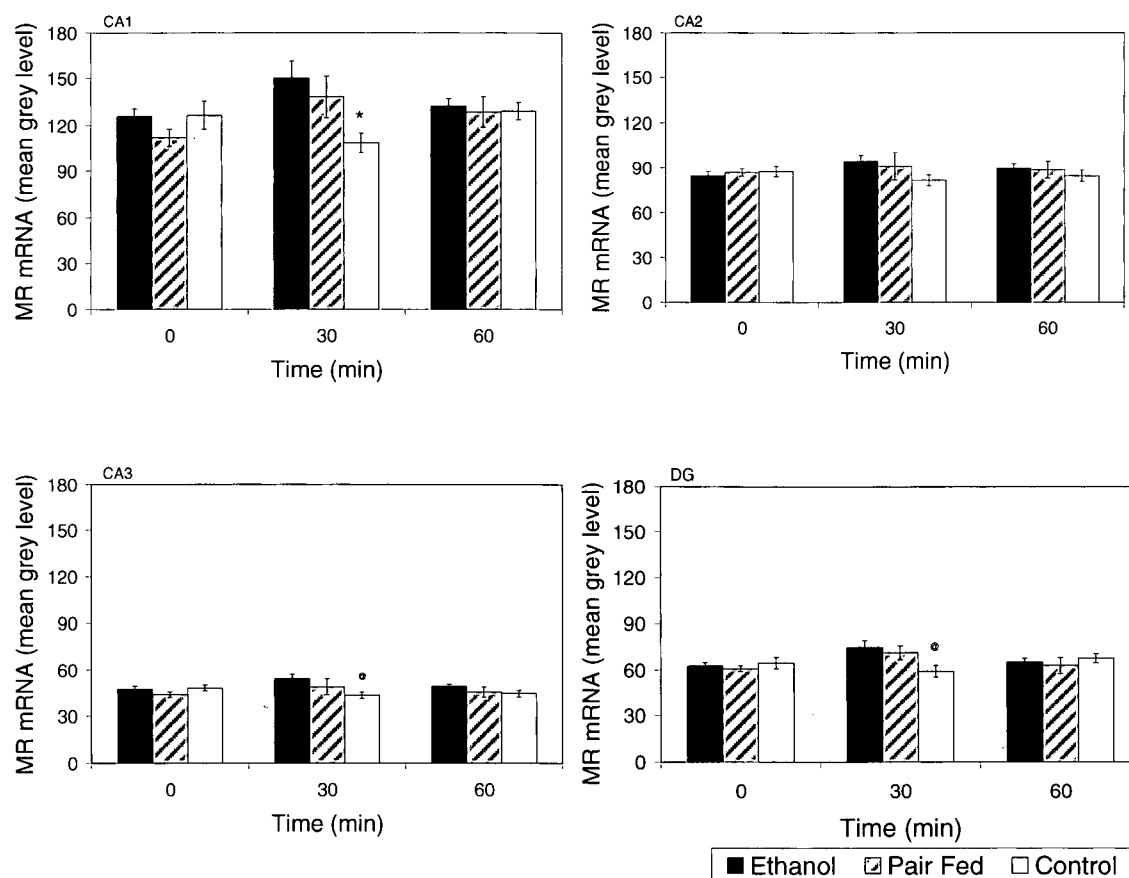 CA1
MR mRNA (mean grey level)
180
150
120
90
60
30
0
*
0 30 60
Time (min)
CA2
MR mRNA (mean grey level)
180
150
120
90
60
30
0
0 30 60
Time (min)
CA3
MR mRNA (mean grey level)
180
150
120
90
60
30
0
@
0 30 60
Time (min)
DG
MR mRNA (mean grey level)
180
150
120
90
60
30
0
@
0 30 60
Time (min)
Ethanol Pair Fed Control